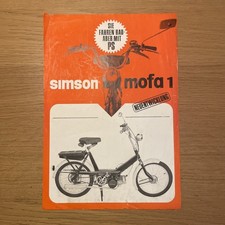 SIE
FAHREN RAD
ABER MIT
PS
simson mofa 1
NEUENTWICKLUNG